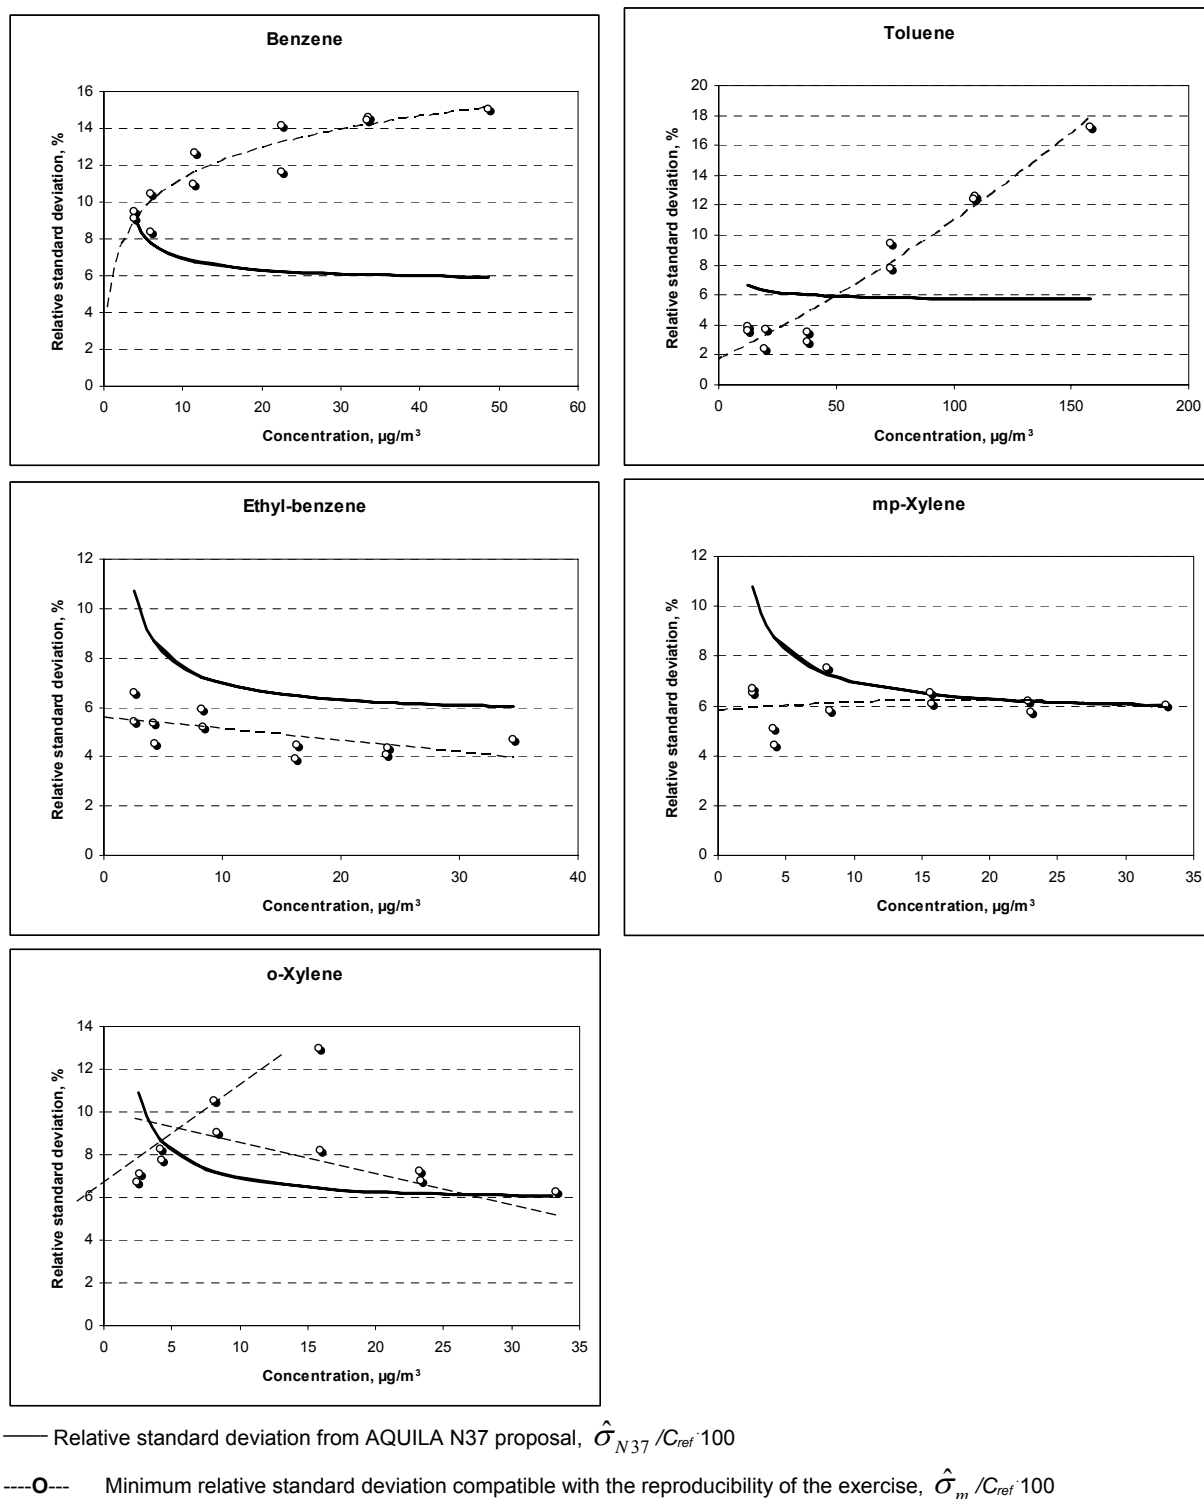 Benzene
Relative standard deviation, %
16
14
12
10
8
6
4
2
0
0 10 20 30 40 50 60
Concentration, µg/m³
Toluene
Relative standard deviation, %
20
18
16
14
12
10
8
6
4
2
0
0 50 100 150 200
Concentration, µg/m³
Ethyl-benzene
Relative standard deviation, %
12
10
8
6
4
2
0
0 10 20 30 40
Concentration, µg/m³
mp-Xylene
Relative standard deviation, %
12
10
8
6
4
2
0
0 5 10 15 20 25 30 35
Concentration, µg/m³
o-Xylene
Relative standard deviation, %
14
12
10
8
6
4
2
0
0 5 10 15 20 25 30 35
Concentration, µg/m³
—— Relative standard deviation from AQUILA N37 proposal, σ̂_N37 /C_ref·100
----O--- Minimum relative standard deviation compatible with the reproducibility of the exercise, σ̂_m /C_ref·100